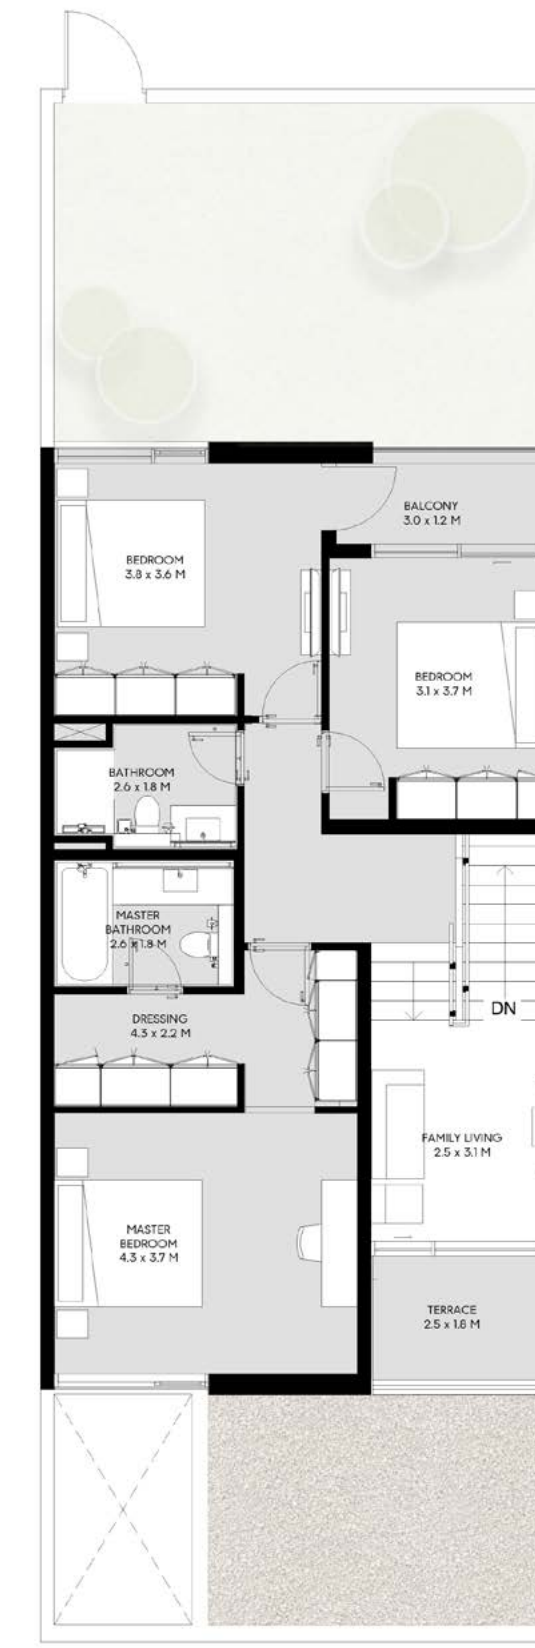 BALCONY
3.0 x 1.2 M
BEDROOM
3.8 x 3.6 M
BEDROOM
3.1 x 3.7 M
BATHROOM
2.6 x 1.8 M
MASTER
BATHROOM
2.6 x 1.8 M
DN
DRESSING
4.3 x 2.2 M
FAMILY LIVING
2.5 x 3.1 M
MASTER
BEDROOM
4.3 x 3.7 M
TERRACE
2.5 x 1.8 M